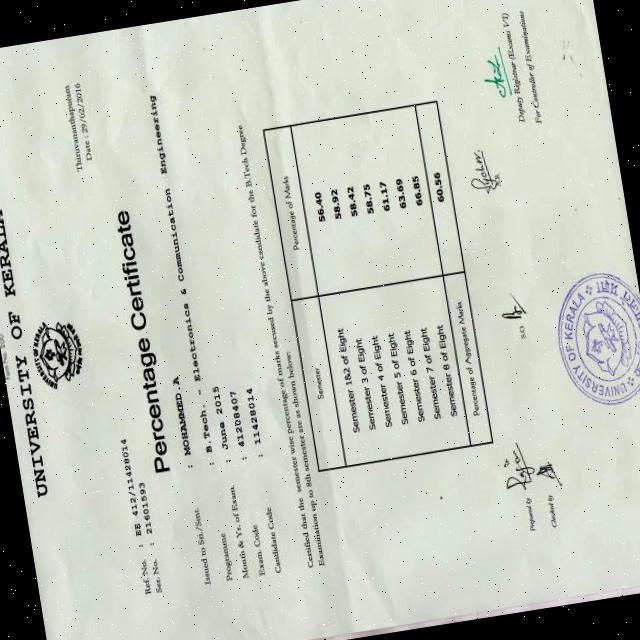 UNIVERSITY OF KERALA
Thiruvananthapuram
Date : 29/02/2016
Ref. No. : EE 412/11428014
Ser. No. : 21601593
Percentage Certificate
Issued to Sri./Smt. : MOHAMMED A
Programme : B.Tech. - Electronics & Communication Engineering
Month & Yr. of Exam. : June 2015
Exam. Code : 41208407
Candidate Code : 11428014
Certified that the semester wise percentage of marks secured by the above candidate for the B.Tech Degree
Examination up to 8th semester are as shown below:
Semester Percentage of Marks
Semester 1&2 of Eight 56.40
Semester 3 of Eight 58.92
Semester 4 of Eight 58.42
Semester 5 of Eight 58.75
Semester 6 of Eight 61.17
Semester 7 of Eight 63.69
Semester 8 of Eight 66.85
Percentage of Aggregate Marks 60.56
Prepared by
Checked by
S.O
Deputy Registrar (Exams VI)
For Controller of Examinations
UNIVERSITY OF KERALA